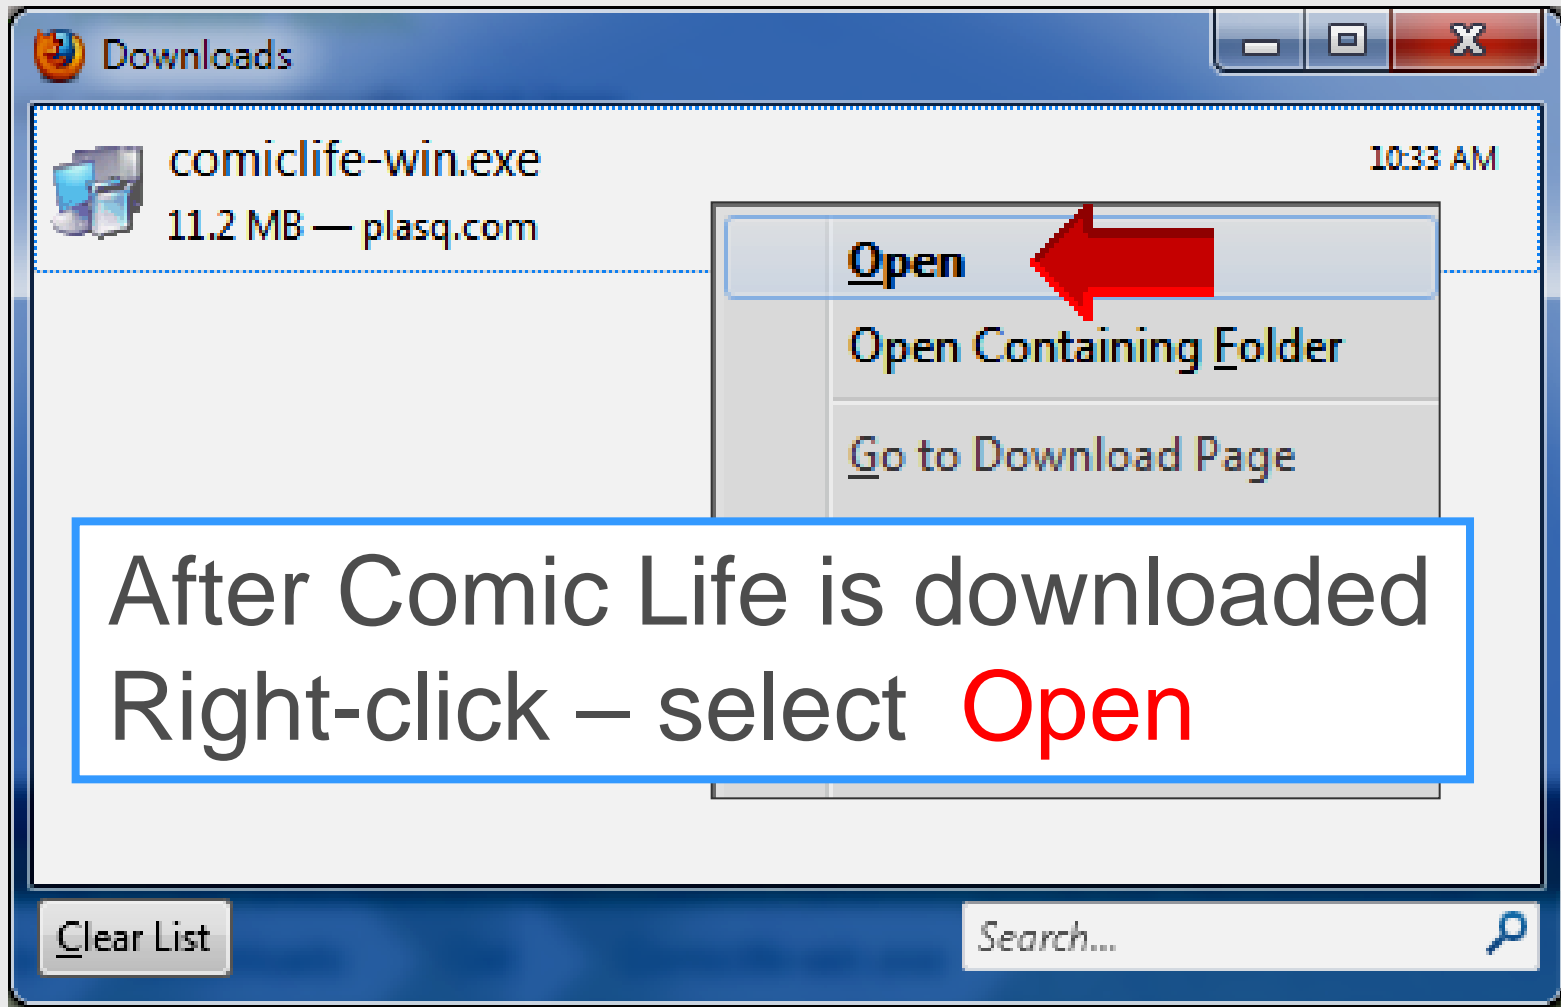 Downloads
comiclife-win.exe
10:33 AM
11.2 MB — plasq.com
Open
Open Containing Folder
Go to Download Page
After Comic Life is downloaded
Right-click – select Open
Clear List
Search...